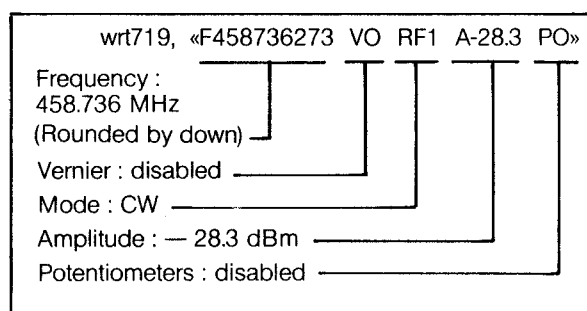 wrt719, «F458736273 VO RF1 A-28.3 PO»
Frequency :
458.736 MHz
(Rounded by down)
Vernier : disabled
Mode : CW
Amplitude : — 28.3 dBm
Potentiometers : disabled